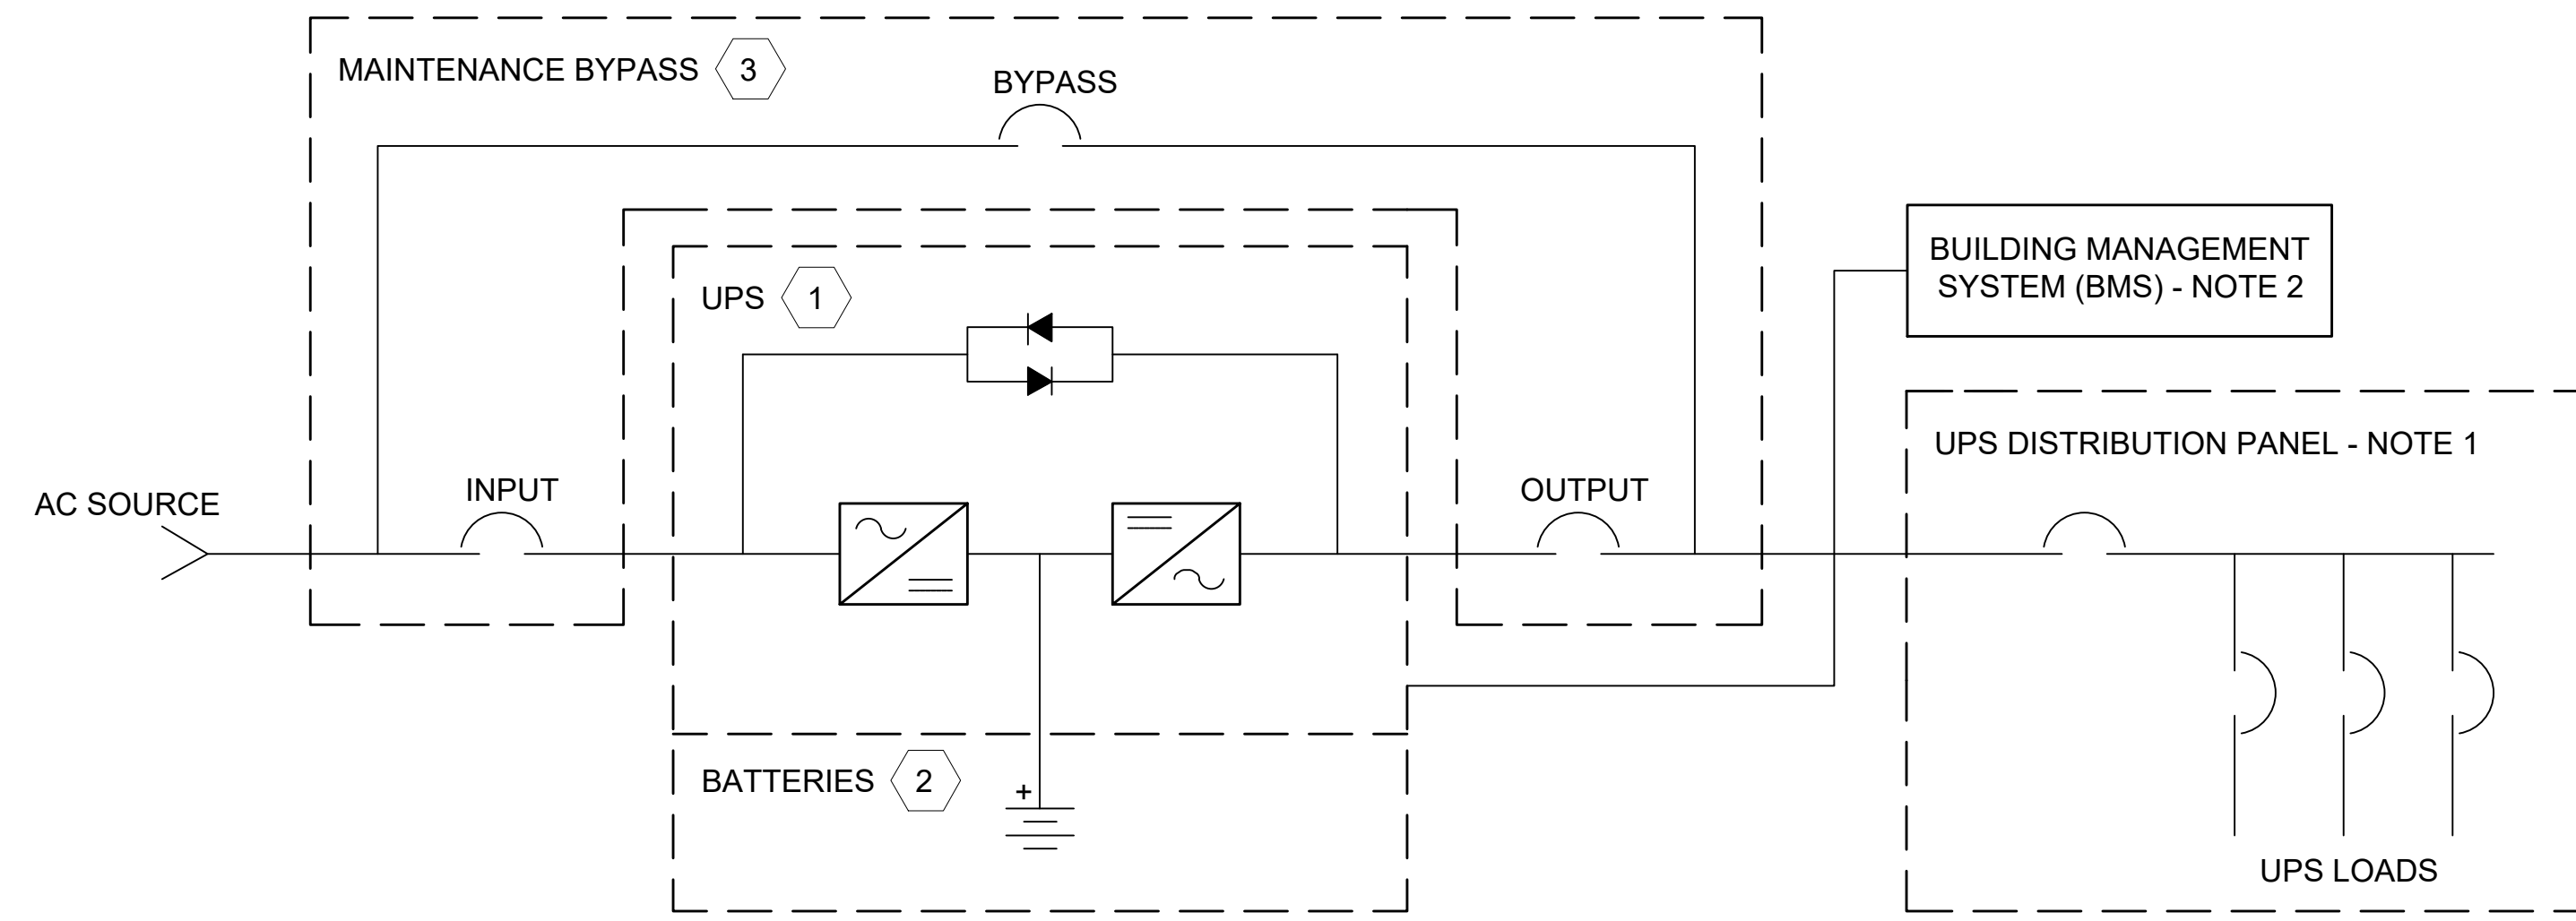 MAINTENANCE BYPASS 3
BYPASS
UPS 1
BUILDING MANAGEMENT
SYSTEM (BMS) - NOTE 2
UPS DISTRIBUTION PANEL - NOTE 1
AC SOURCE
INPUT
OUTPUT
BATTERIES 2
+
UPS LOADS